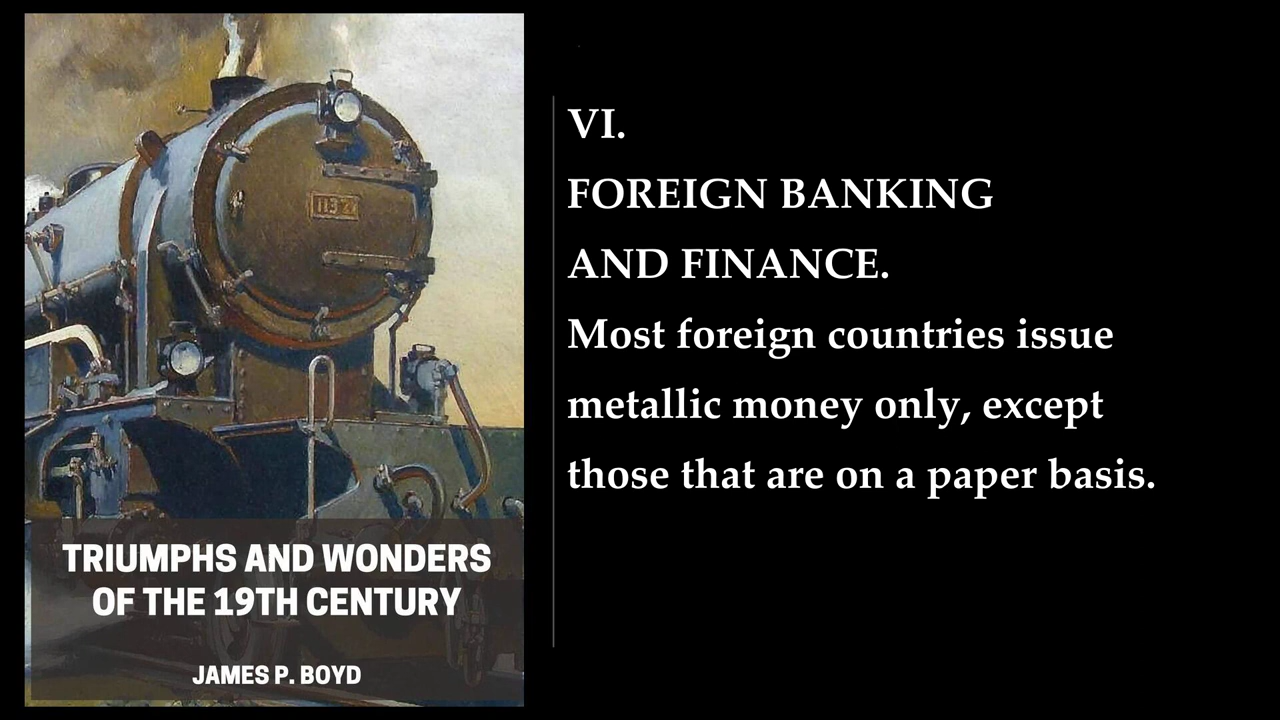 VI.
FOREIGN BANKING
AND FINANCE.
Most foreign countries issue
metallic money only, except
those that are on a paper basis.
TRIUMPHS AND WONDERS
OF THE 19TH CENTURY
JAMES P. BOYD